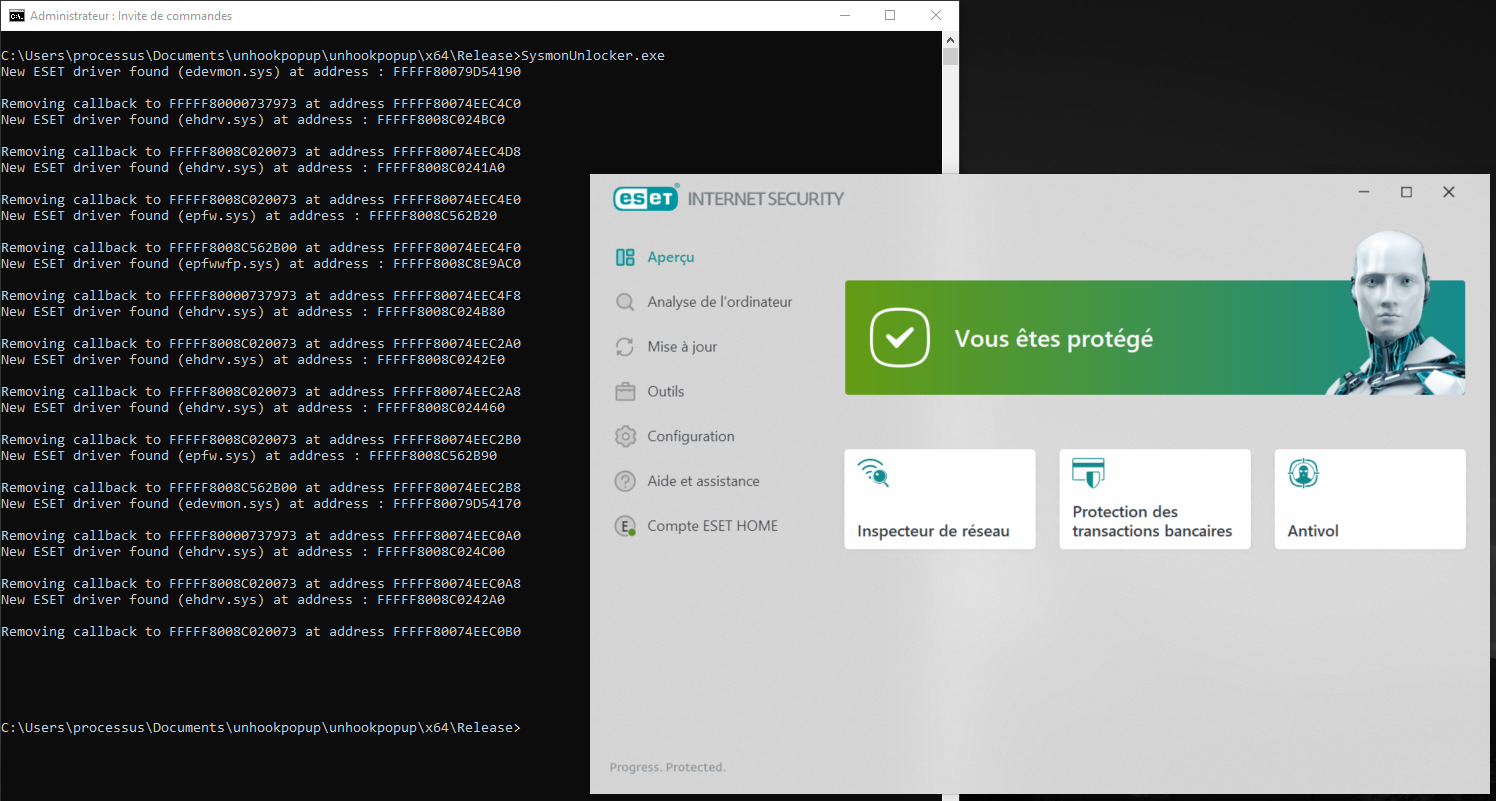 Administrateur : Invite de commandes
C:\Users\processus\Documents\unhookpopup\unhookpopup\x64\Release>SysmonUnlocker.exe
New ESET driver found (edevmon.sys) at address : FFFFF80079D54190
Removing callback to FFFFF80000737973 at address FFFFF80074EEC4C0
New ESET driver found (ehdrv.sys) at address : FFFFF8008C024BC0
Removing callback to FFFFF8008C020073 at address FFFFF80074EEC4D8
New ESET driver found (ehdrv.sys) at address : FFFFF8008C0241A0
Removing callback to FFFFF8008C020073 at address FFFFF80074EEC4E0
New ESET driver found (epfw.sys) at address : FFFFF8008C562B20
Removing callback to FFFFF8008C562B00 at address FFFFF80074EEC4F0
New ESET driver found (epfwwfp.sys) at address : FFFFF8008C8E9AC0
Removing callback to FFFFF80000737973 at address FFFFF80074EEC4F8
New ESET driver found (ehdrv.sys) at address : FFFFF8008C024B80
Removing callback to FFFFF8008C020073 at address FFFFF80074EEC2A0
New ESET driver found (ehdrv.sys) at address : FFFFF8008C0242E0
Removing callback to FFFFF8008C020073 at address FFFFF80074EEC2A8
New ESET driver found (ehdrv.sys) at address : FFFFF8008C024460
Removing callback to FFFFF8008C020073 at address FFFFF80074EEC2B0
New ESET driver found (epfw.sys) at address : FFFFF8008C562B90
Removing callback to FFFFF8008C562B00 at address FFFFF80074EEC2B8
New ESET driver found (edevmon.sys) at address : FFFFF80079D54170
Removing callback to FFFFF80000737973 at address FFFFF80074EEC0A0
New ESET driver found (ehdrv.sys) at address : FFFFF8008C024C00
Removing callback to FFFFF8008C020073 at address FFFFF80074EEC0A8
New ESET driver found (ehdrv.sys) at address : FFFFF8008C0242A0
Removing callback to FFFFF8008C020073 at address FFFFF80074EEC0B0
C:\Users\processus\Documents\unhookpopup\unhookpopup\x64\Release>
eset INTERNET SECURITY
Aperçu
Analyse de l'ordinateur
Mise à jour
Outils
Configuration
Aide et assistance
E Compte ESET HOME
Vous êtes protégé
Inspecteur de réseau
Protection des
transactions bancaires
Antivol
Progress. Protected.